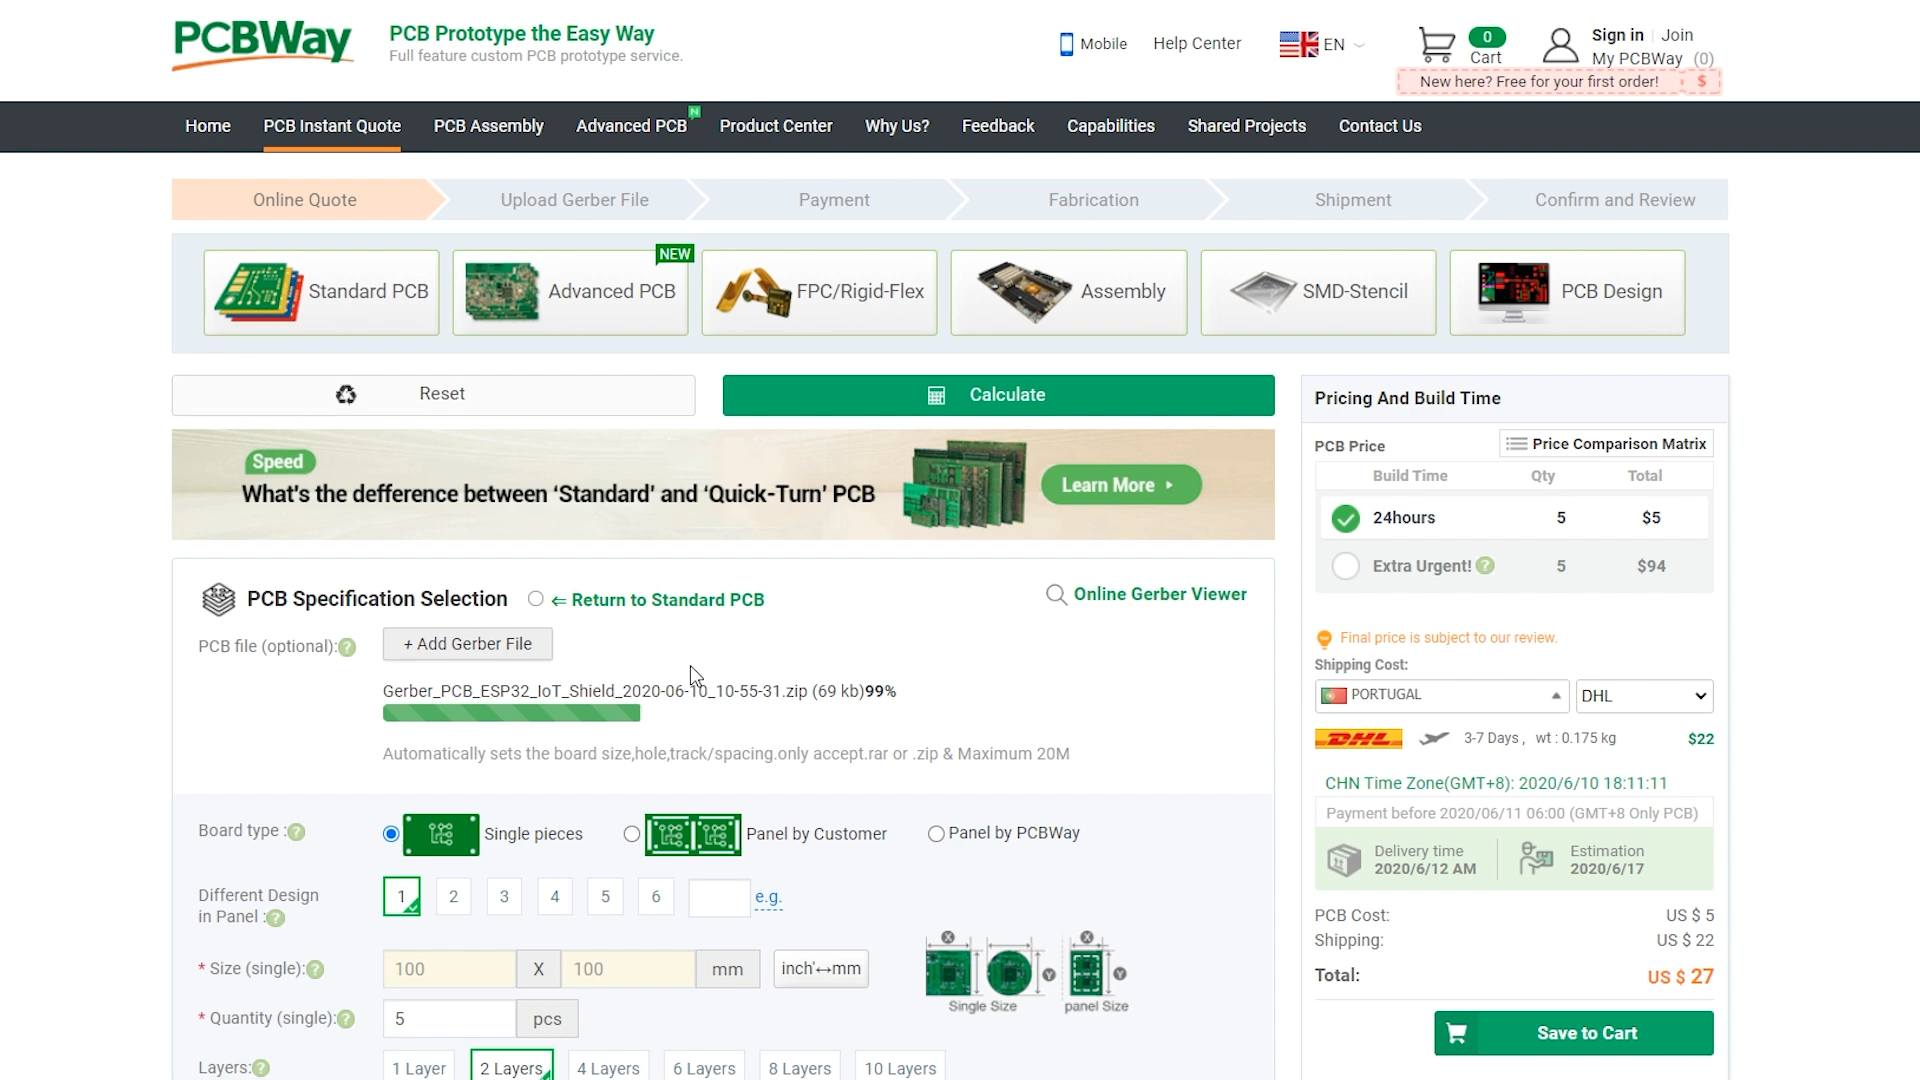 PCBWay
PCB Prototype the Easy Way
Full feature custom PCB prototype service.
Mobile
Help Center
EN
0
Cart
Sign in | Join
My PCBWay (0)
New here? Free for your first order! $
Home
PCB Instant Quote
PCB Assembly
Advanced PCB
N
Product Center
Why Us?
Feedback
Capabilities
Shared Projects
Contact Us
Online Quote
Upload Gerber File
Payment
Fabrication
Shipment
Confirm and Review
Standard PCB
NEW
Advanced PCB
FPC/Rigid-Flex
Assembly
SMD-Stencil
PCB Design
Reset
Calculate
Speed
What's the defference between ‘Standard’ and ‘Quick-Turn’ PCB
Learn More
PCB Specification Selection
⇐ Return to Standard PCB
Online Gerber Viewer
PCB file (optional):?
+ Add Gerber File
Gerber_PCB_ESP32_IoT_Shield_2020-06-10_10-55-31.zip (69 kb)99%
Automatically sets the board size,hole,track/spacing.only accept.rar or .zip & Maximum 20M
Board type :?
Single pieces
Panel by Customer
Panel by PCBWay
Different Design
in Panel :?
1 2 3 4 5 6 e.g.
* Size (single):?
100 X 100 mm inch'↔mm
X X Y Y
Single Size
panel Size
* Quantity (single):?
5 pcs
Layers:?
1 Layer 2 Layers 4 Layers 6 Layers 8 Layers 10 Layers
Pricing And Build Time
PCB Price
Price Comparison Matrix
Build Time Qty Total
24hours 5 $5
Extra Urgent! ? 5 $94
Final price is subject to our review.
Shipping Cost:
PORTUGAL
DHL
DHL 3-7 Days , wt : 0.175 kg $22
CHN Time Zone(GMT+8): 2020/6/10 18:11:11
Payment before 2020/06/11 06:00 (GMT+8 Only PCB)
Delivery time
2020/6/12 AM
Estimation
2020/6/17
PCB Cost: US $ 5
Shipping: US $ 22
Total: US $ 27
Save to Cart